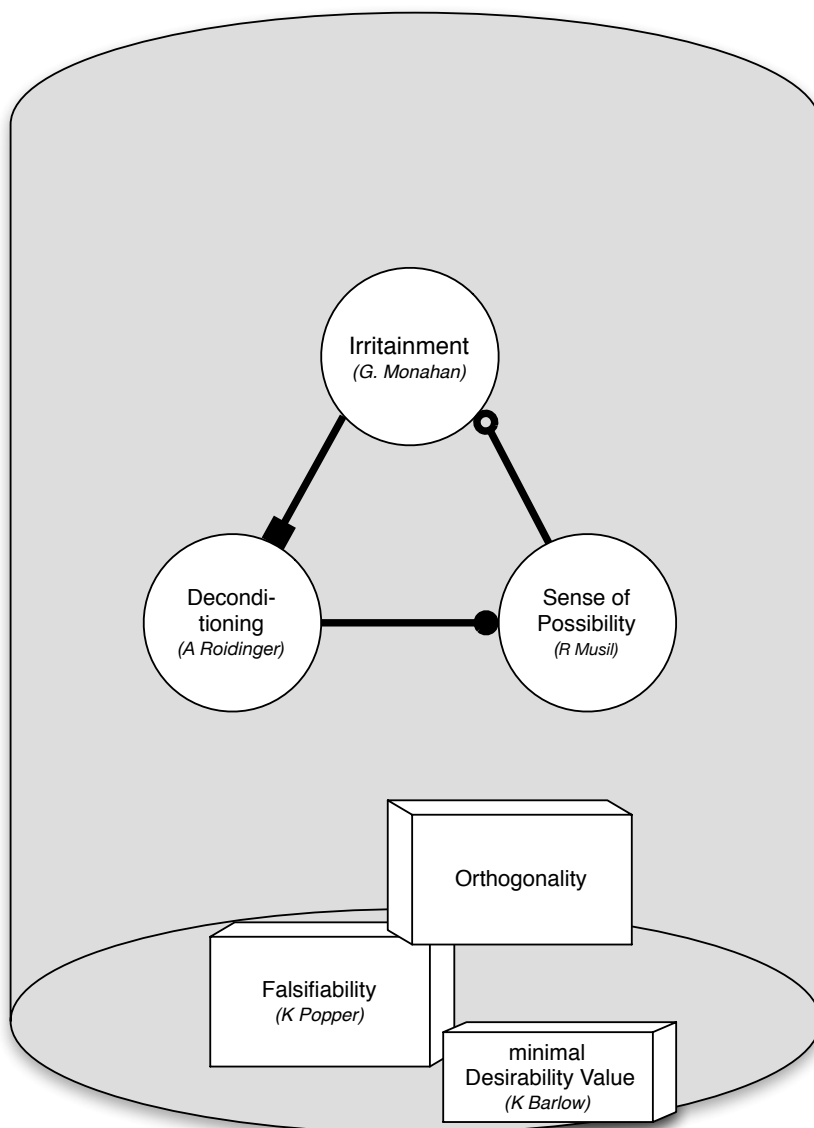 Irritainment
(G. Monahan)
Decondi-
tioning
(A Roidinger)
Sense of
Possibility
(R Musil)
Orthogonality
Falsifiability
(K Popper)
minimal
Desirability Value
(K Barlow)